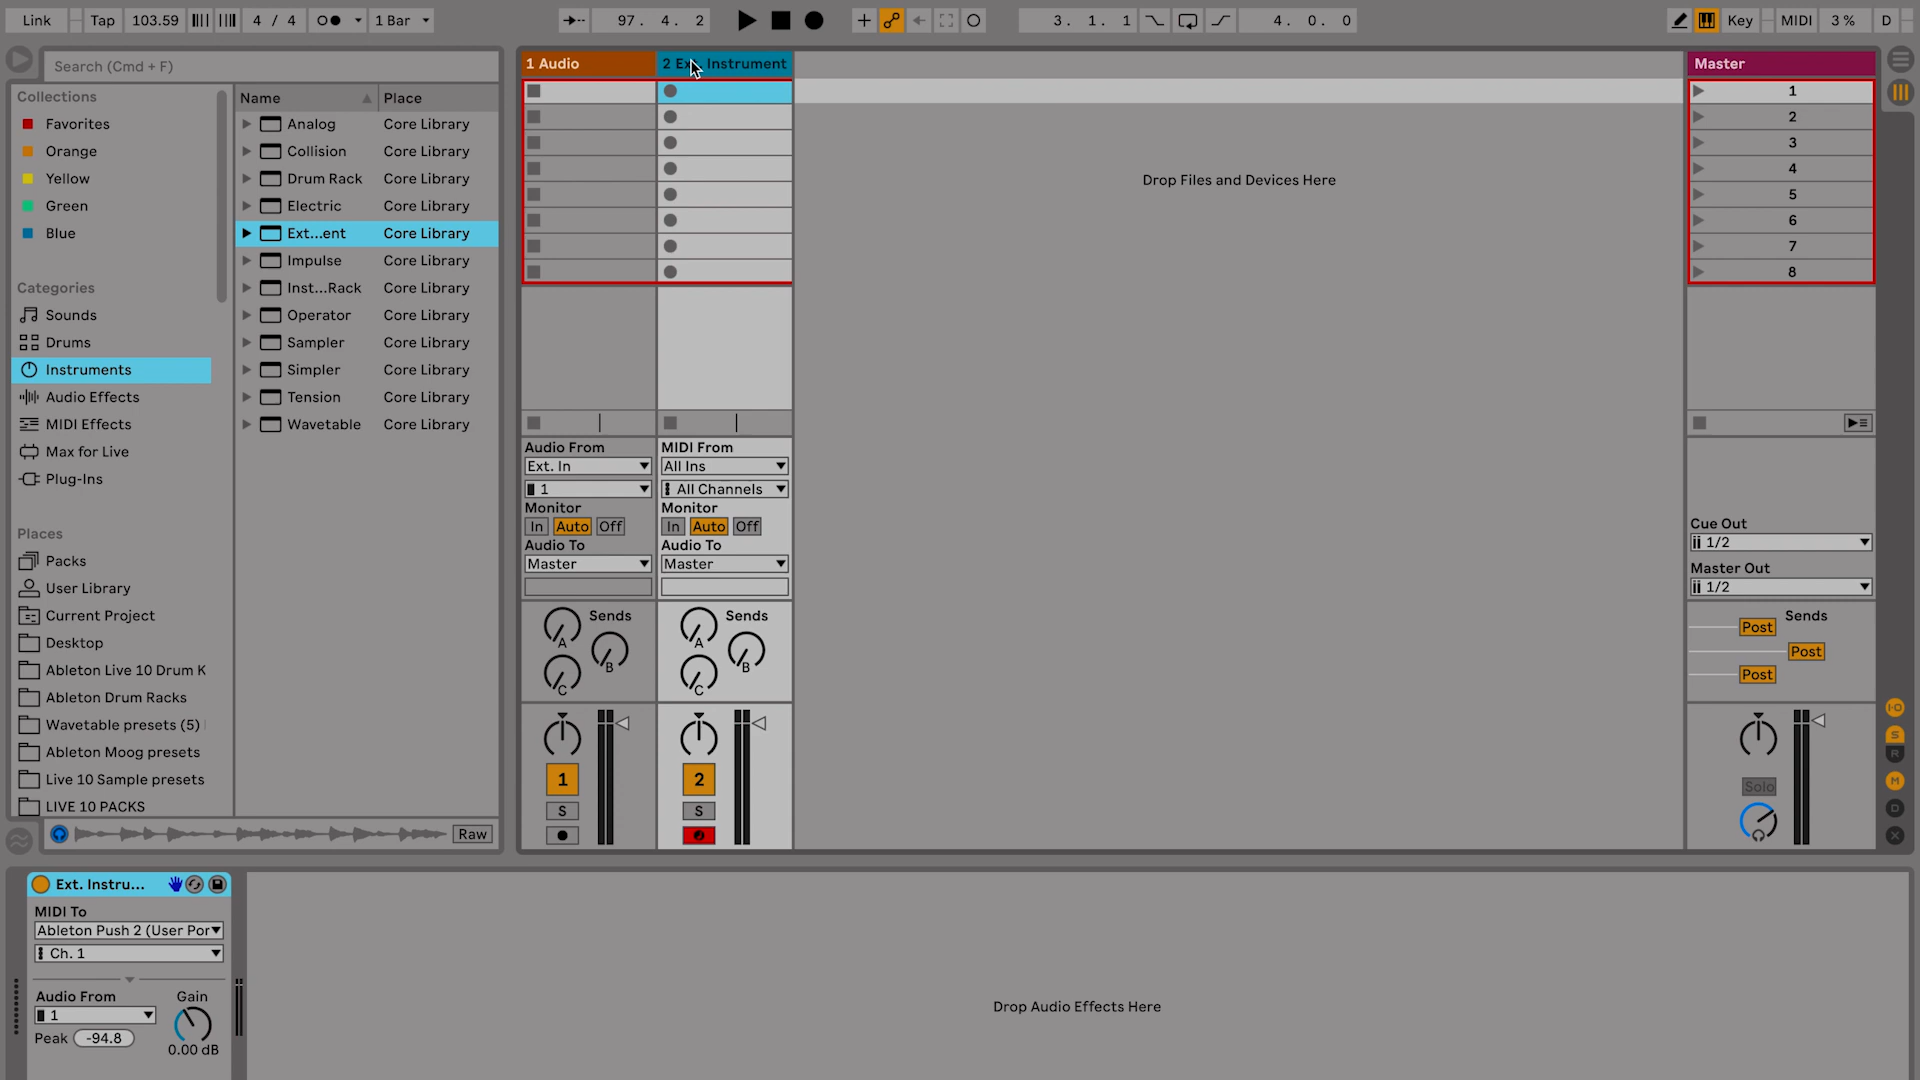 Link Tap 103.59 4 / 4 1 Bar 97. 4. 2 3. 1. 1 4. 0. 0 Key MIDI 3 % D
Search (Cmd + F)
Collections
Favorites
Orange
Yellow
Green
Blue
Categories
Sounds
Drums
Instruments
Audio Effects
MIDI Effects
Max for Live
Plug-Ins
Places
Packs
User Library
Current Project
Desktop
Ableton Live 10 Drum K
Ableton Drum Racks
Wavetable presets (5)
Ableton Moog presets
Live 10 Sample presets
LIVE 10 PACKS
Raw
Name Place
Analog Core Library
Collision Core Library
Drum Rack Core Library
Electric Core Library
Ext...ent Core Library
Impulse Core Library
Inst...Rack Core Library
Operator Core Library
Sampler Core Library
Simpler Core Library
Tension Core Library
Wavetable Core Library
1 Audio
Audio From
Ext. In
1
Monitor
In Auto Off
Audio To
Master
Sends
A
B
C
1
S
2 Ex. Instrument
MIDI From
All Ins
All Channels
Monitor
In Auto Off
Audio To
Master
Sends
A
B
C
2
S
Drop Files and Devices Here
Master
1
2
3
4
5
6
7
8
Cue Out
1/2
Master Out
1/2
Sends
Post
Post
Post
Solo
I·O
S
R
M
D
X
Ext. Instru...
MIDI To
Ableton Push 2 (User Por
Ch. 1
Audio From Gain
1
Peak -94.8
0.00 dB
Drop Audio Effects Here